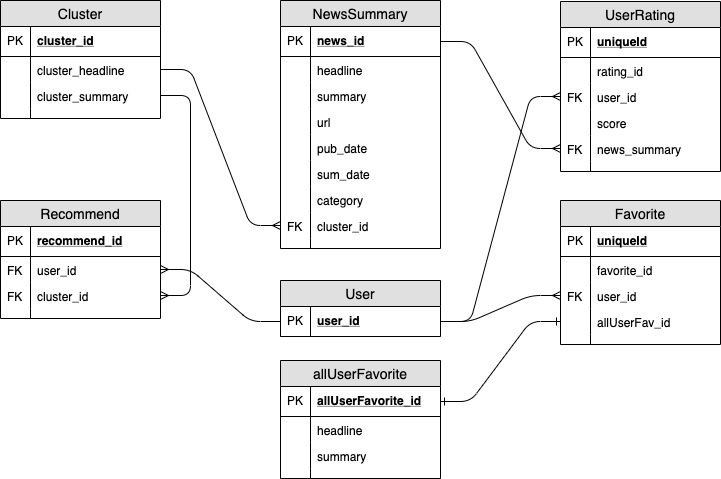 Cluster
PK cluster_id
cluster_headline
cluster_summary
NewsSummary
PK news_id
headline
summary
url
pub_date
sum_date
category
FK cluster_id
UserRating
PK uniqueId
rating_id
FK user_id
score
FK news_summary
Recommend
PK recommend_id
FK user_id
FK cluster_id
User
PK user_id
Favorite
PK uniqueId
favorite_id
FK user_id
allUserFav_id
allUserFavorite
PK allUserFavorite_id
headline
summary